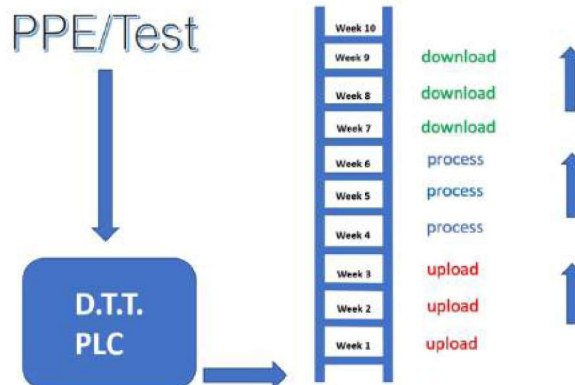 PPE/Test
D.T.T.
PLC
Week 10
Week 9 download
Week 8 download
Week 7 download
Week 6 process
Week 5 process
Week 4 process
Week 3 upload
Week 2 upload
Week 1 upload